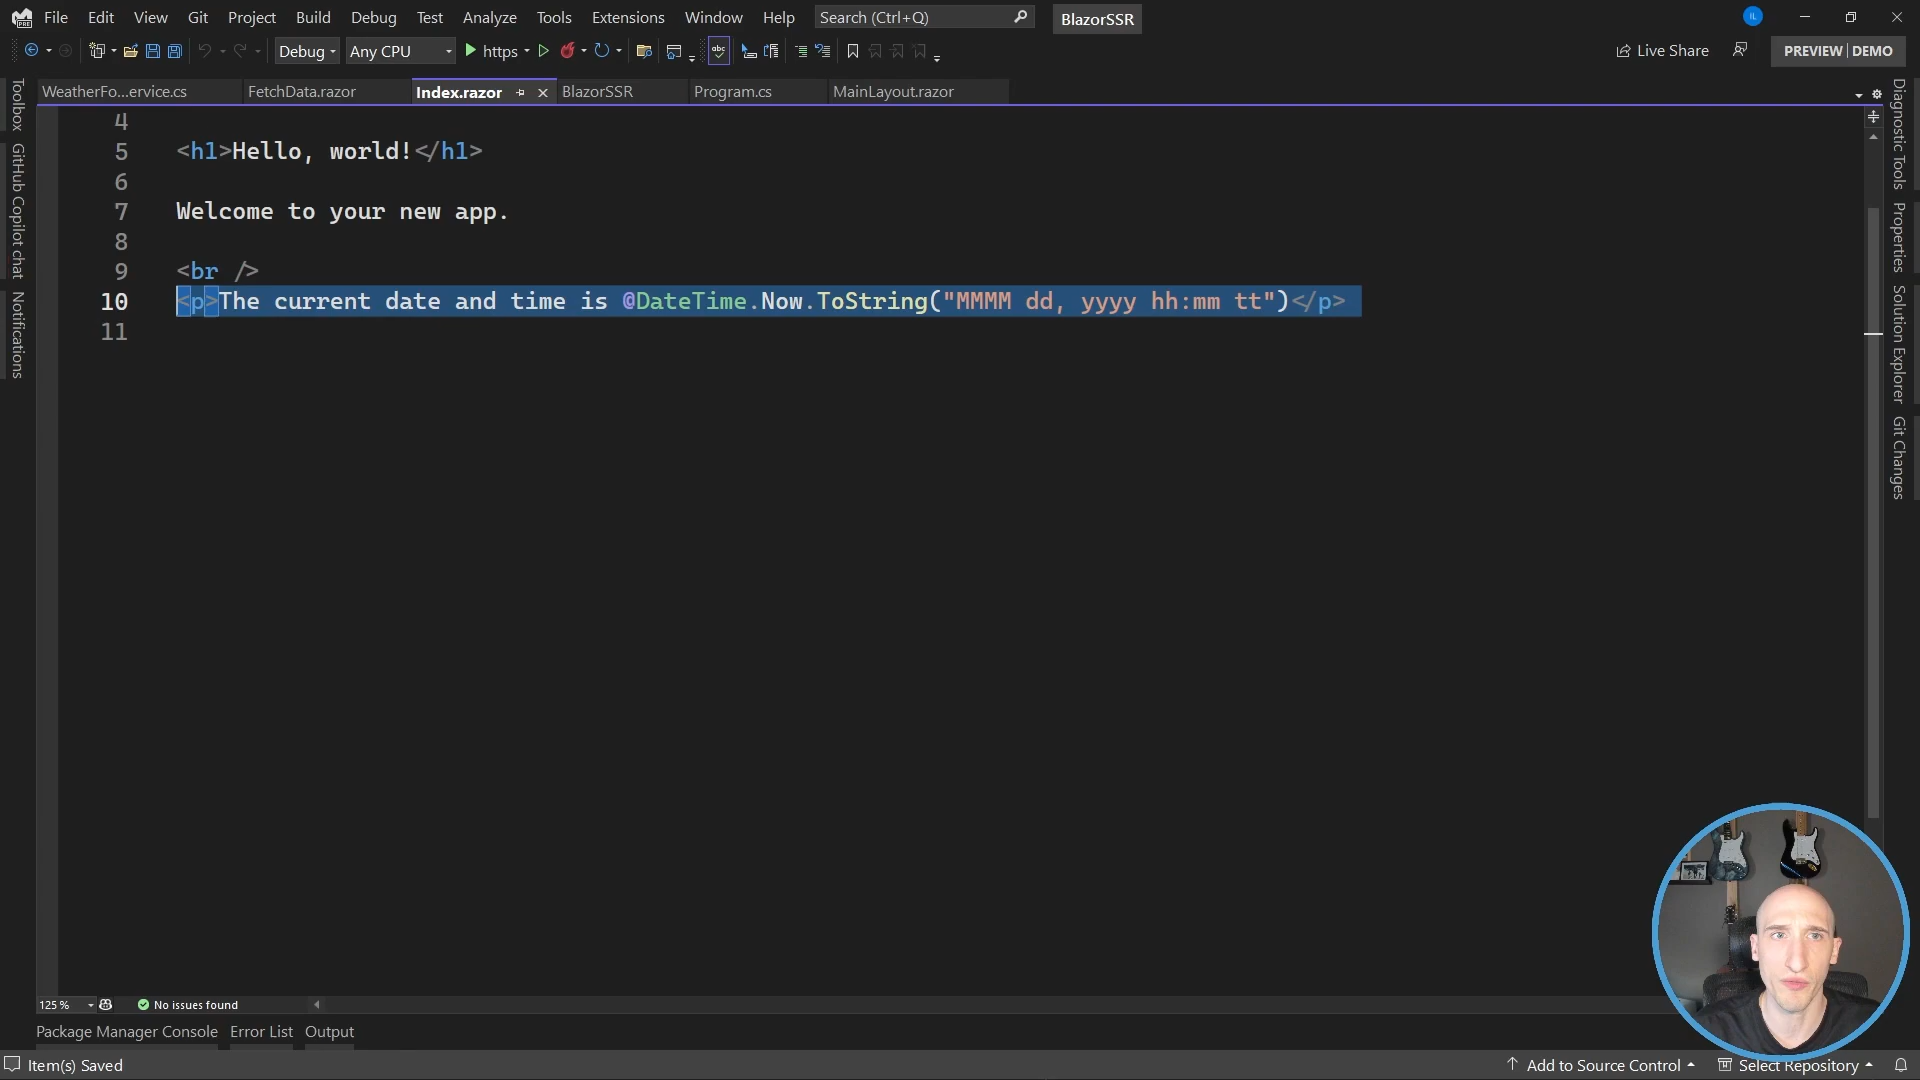 File Edit View Git Project Build Debug Test Analyze Tools Extensions Window Help Search (Ctrl+Q) BlazorSSR
IL
PRE
Debug Any CPU https abc Live Share PREVIEW DEMO
WeatherFo...ervice.cs FetchData.razor Index.razor BlazorSSR Program.cs MainLayout.razor
Toolbox
GitHub Copilot chat
Notifications
4
5 <h1>Hello, world!</h1>
6
7 Welcome to your new app.
8
9 <br />
10 <p>The current date and time is @DateTime.Now.ToString("MMMM dd, yyyy hh:mm tt")</p>
11
Diagnostic Tools
Properties
Solution Explorer
Git Changes
125 % No issues found
Package Manager Console Error List Output
Item(s) Saved Add to Source Control Select Repository